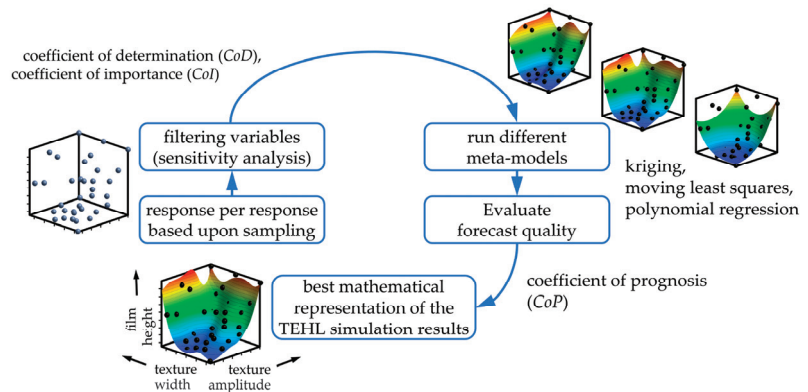 coefficient of determination (CoD),
coefficient of importance (CoI)
filtering variables
(sensitivity analysis)
response per response
based upon sampling
run different
meta-models
kriging,
moving least squares,
polynomial regression
Evaluate
forecast quality
coefficient of prognosis
(CoP)
best mathematical
representation of the
TEHL simulation results
film
height
texture
width
texture
amplitude